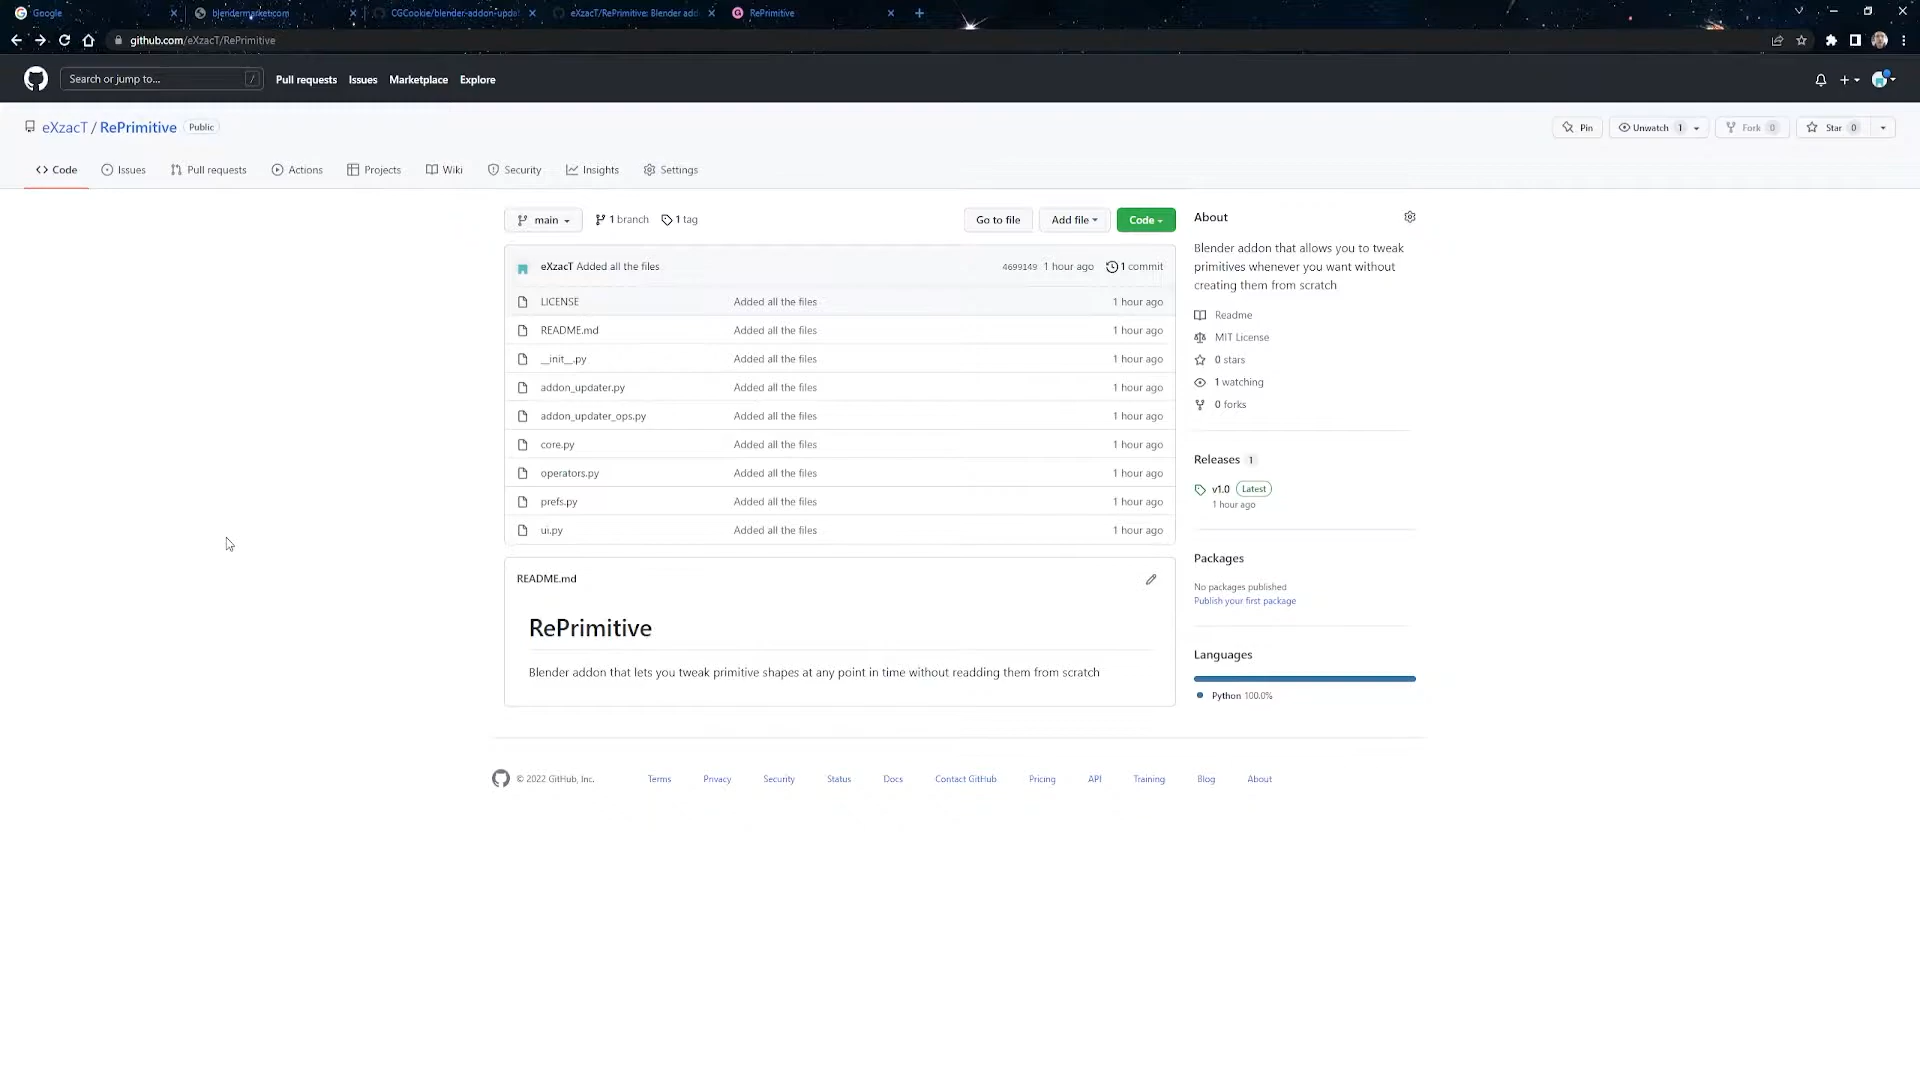 Google
blendermarket.com
CGCookie/blender-addon-upda
eXzacT/RePrimitive: Blender add
RePrimitive
github.com/eXzacT/RePrimitive
Search or jump to...
/
Pull requests
Issues
Marketplace
Explore
eXzacT / RePrimitive
Public
Pin
Unwatch 1
Fork 0
Star 0
Code
Issues
Pull requests
Actions
Projects
Wiki
Security
Insights
Settings
main
1 branch
1 tag
Go to file
Add file
Code
eXzacT Added all the files
4699149 1 hour ago
1 commit
LICENSE Added all the files 1 hour ago
README.md Added all the files 1 hour ago
__init__.py Added all the files 1 hour ago
addon_updater.py Added all the files 1 hour ago
addon_updater_ops.py Added all the files 1 hour ago
core.py Added all the files 1 hour ago
operators.py Added all the files 1 hour ago
prefs.py Added all the files 1 hour ago
ui.py Added all the files 1 hour ago
README.md
RePrimitive
Blender addon that lets you tweak primitive shapes at any point in time without readding them from scratch
About
Blender addon that allows you to tweak
primitives whenever you want without
creating them from scratch
Readme
MIT License
0 stars
1 watching
0 forks
Releases 1
v1.0 Latest
1 hour ago
Packages
No packages published
Publish your first package
Languages
Python 100.0%
© 2022 GitHub, Inc.
Terms
Privacy
Security
Status
Docs
Contact GitHub
Pricing
API
Training
Blog
About